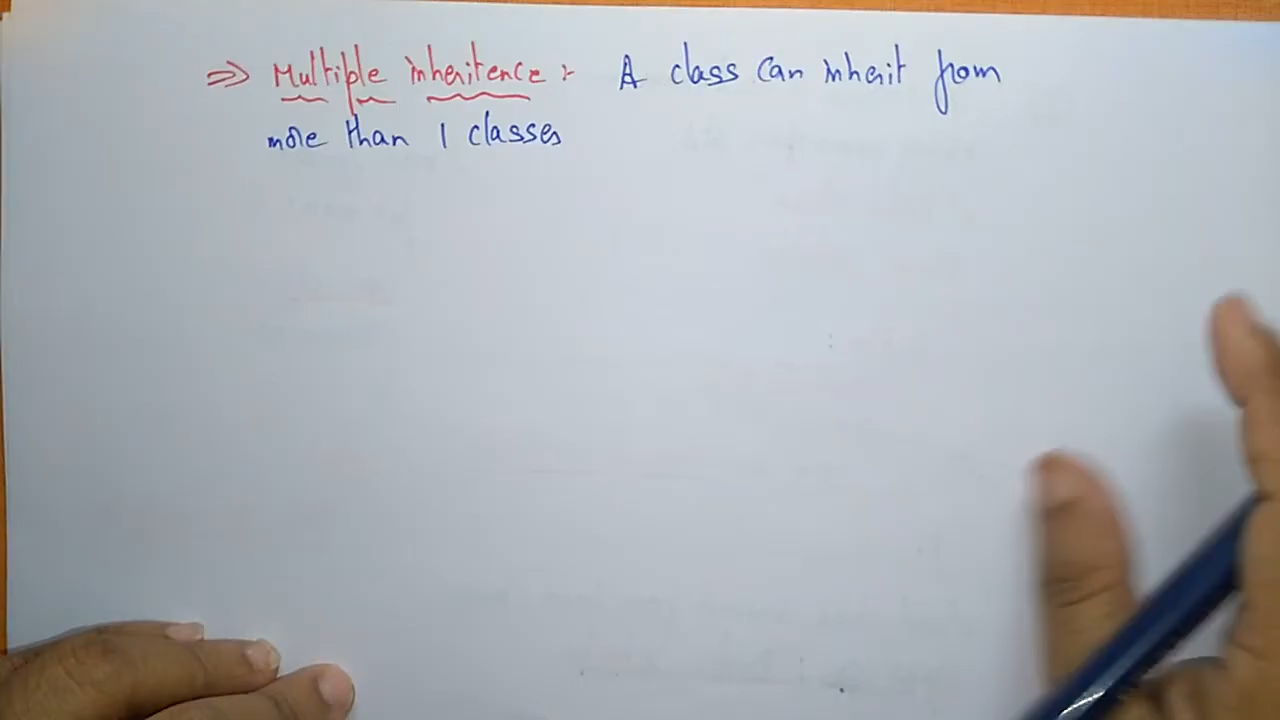 ⇒ Multiple inheritence :- A class can inherit from
more than 1 classes